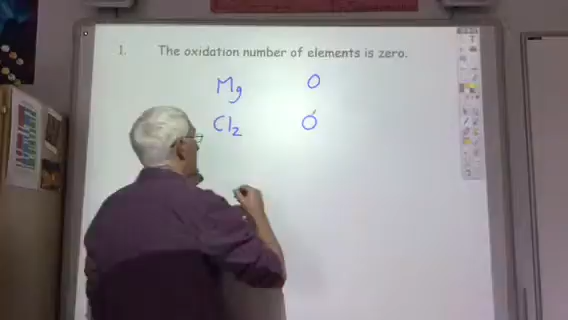 1. The oxidation number of elements is zero.
Mg 0
Cl2 0